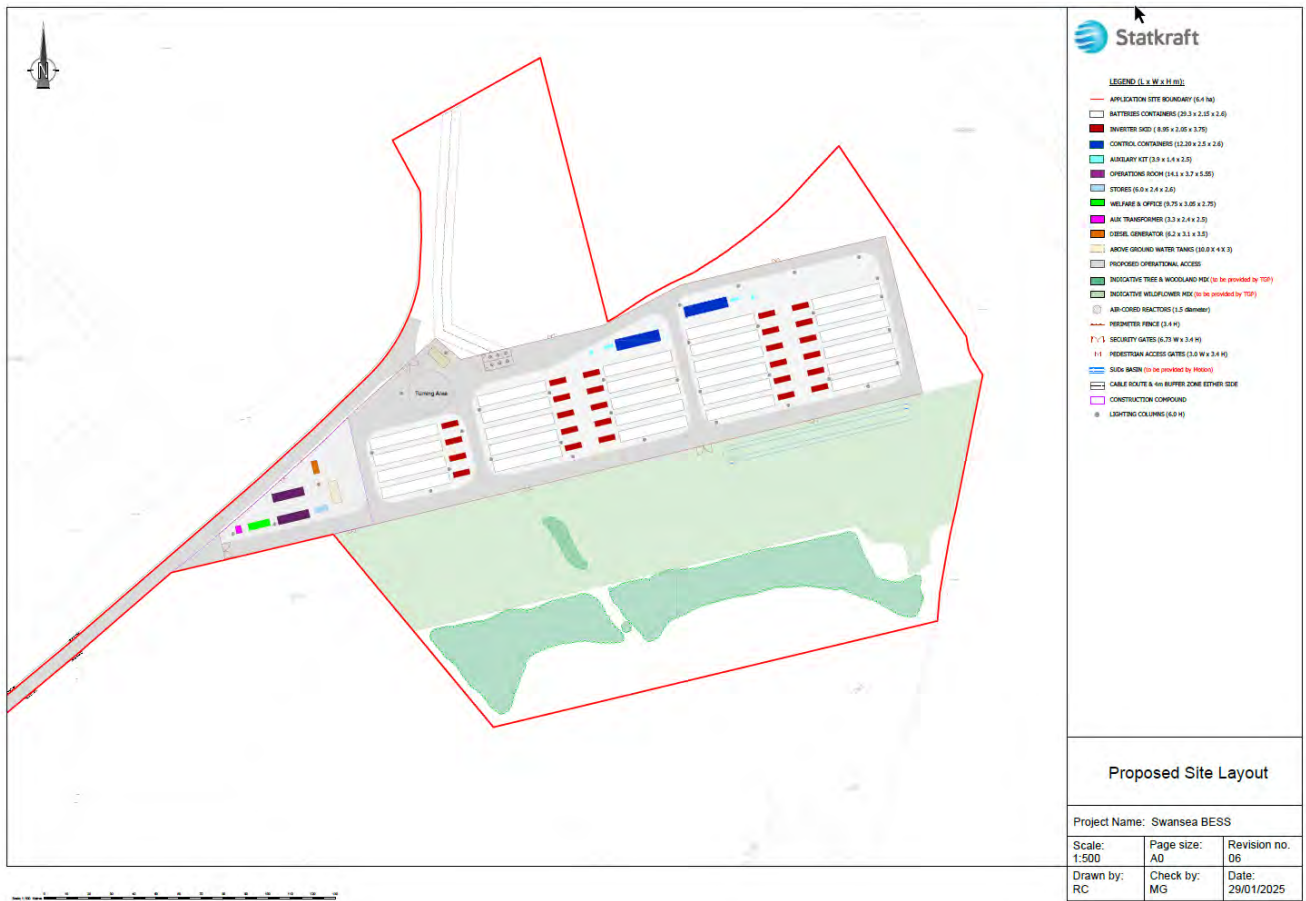 N
Statkraft
LEGEND (L x W x H m):
APPLICATION SITE BOUNDARY (6.4 ha)
BATTERIES CONTAINERS (29.3 x 2.15 x 2.6)
INVERTER SKID ( 8.95 x 2.05 x 3.75)
CONTROL CONTAINERS (12.20 x 2.5 x 2.6)
AUXILARY KIT (3.9 x 1.4 x 2.5)
OPERATIONS ROOM (14.1 x 3.7 x 5.55)
STORES (6.0 x 2.4 x 2.6)
WELFARE & OFFICE (9.75 x 3.05 x 2.75)
AUX TRANSFORMER (3.3 x 2.4 x 2.5)
DIESEL GENERATOR (6.2 x 3.1 x 3.5)
ABOVE GROUND WATER TANKS (10.0 X 4 X 3)
PROPOSED OPERATIONAL ACCESS
INDICATIVE TREE & WOODLAND MIX (to be provided by TGP)
INDICATIVE WILDFLOWER MIX (to be provided by TGP)
AIR-CORED REACTORS (1.5 diameter)
PERIMETER FENCE (3.4 H)
SECURITY GATES (6.73 W x 3.4 H)
PEDESTRIAN ACCESS GATES (3.0 W x 3.4 H)
SUDs BASIN (to be provided by Motion)
CABLE ROUTE & 4m BUFFER ZONE EITHER SIDE
CONSTRUCTION COMPOUND
LIGHTING COLUMNS (6.0 H)
Turning Area
Proposed Site Layout
Project Name: Swansea BESS
Scale: 1:500
Page size: A0
Revision no. 06
Drawn by: RC
Check by: MG
Date: 29/01/2025